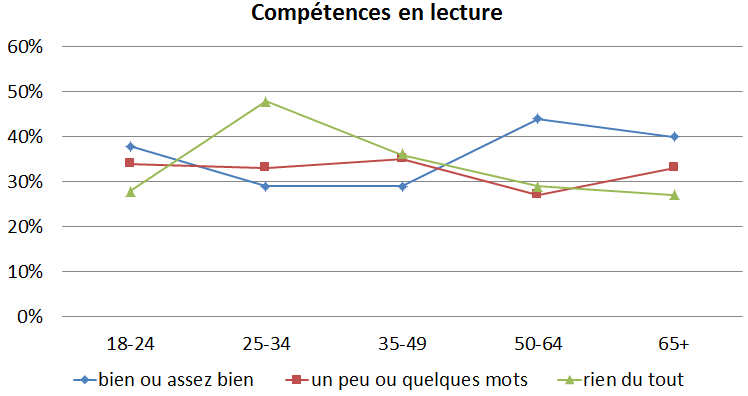 Compétences en lecture
60%
50%
40%
30%
20%
10%
0%
18-24 25-34 35-49 50-64 65+
bien ou assez bien un peu ou quelques mots rien du tout